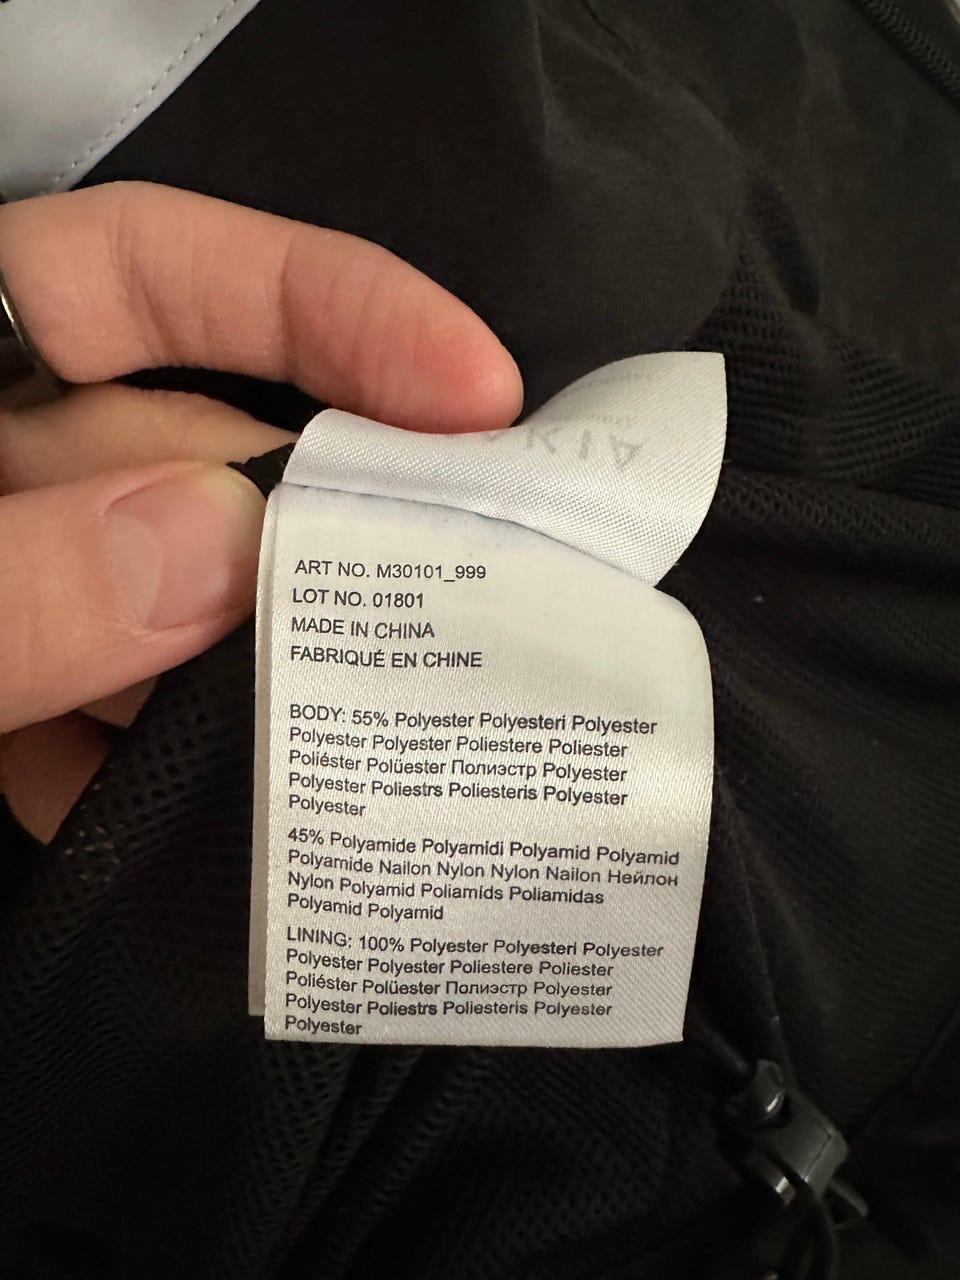 ART NO. M30101_999
LOT NO. 01801
MADE IN CHINA
FABRIQUÉ EN CHINE
BODY: 55% Polyester Polyesteri Polyester
Polyester Polyester Poliestere Poliester
Poliéster Polüester Полиэстр Polyester
Polyester Poliestrs Poliesteris Polyester
Polyester
45% Polyamide Polyamidi Polyamid Polyamid
Polyamide Nailon Nylon Nylon Nailon Нейлон
Nylon Polyamid Poliamīds Poliamidas
Polyamid Polyamid
LINING: 100% Polyester Polyesteri Polyester
Polyester Polyester Poliestere Poliester
Poliéster Polüester Полиэстр Polyester
Polyester Poliestrs Poliesteris Polyester
Polyester